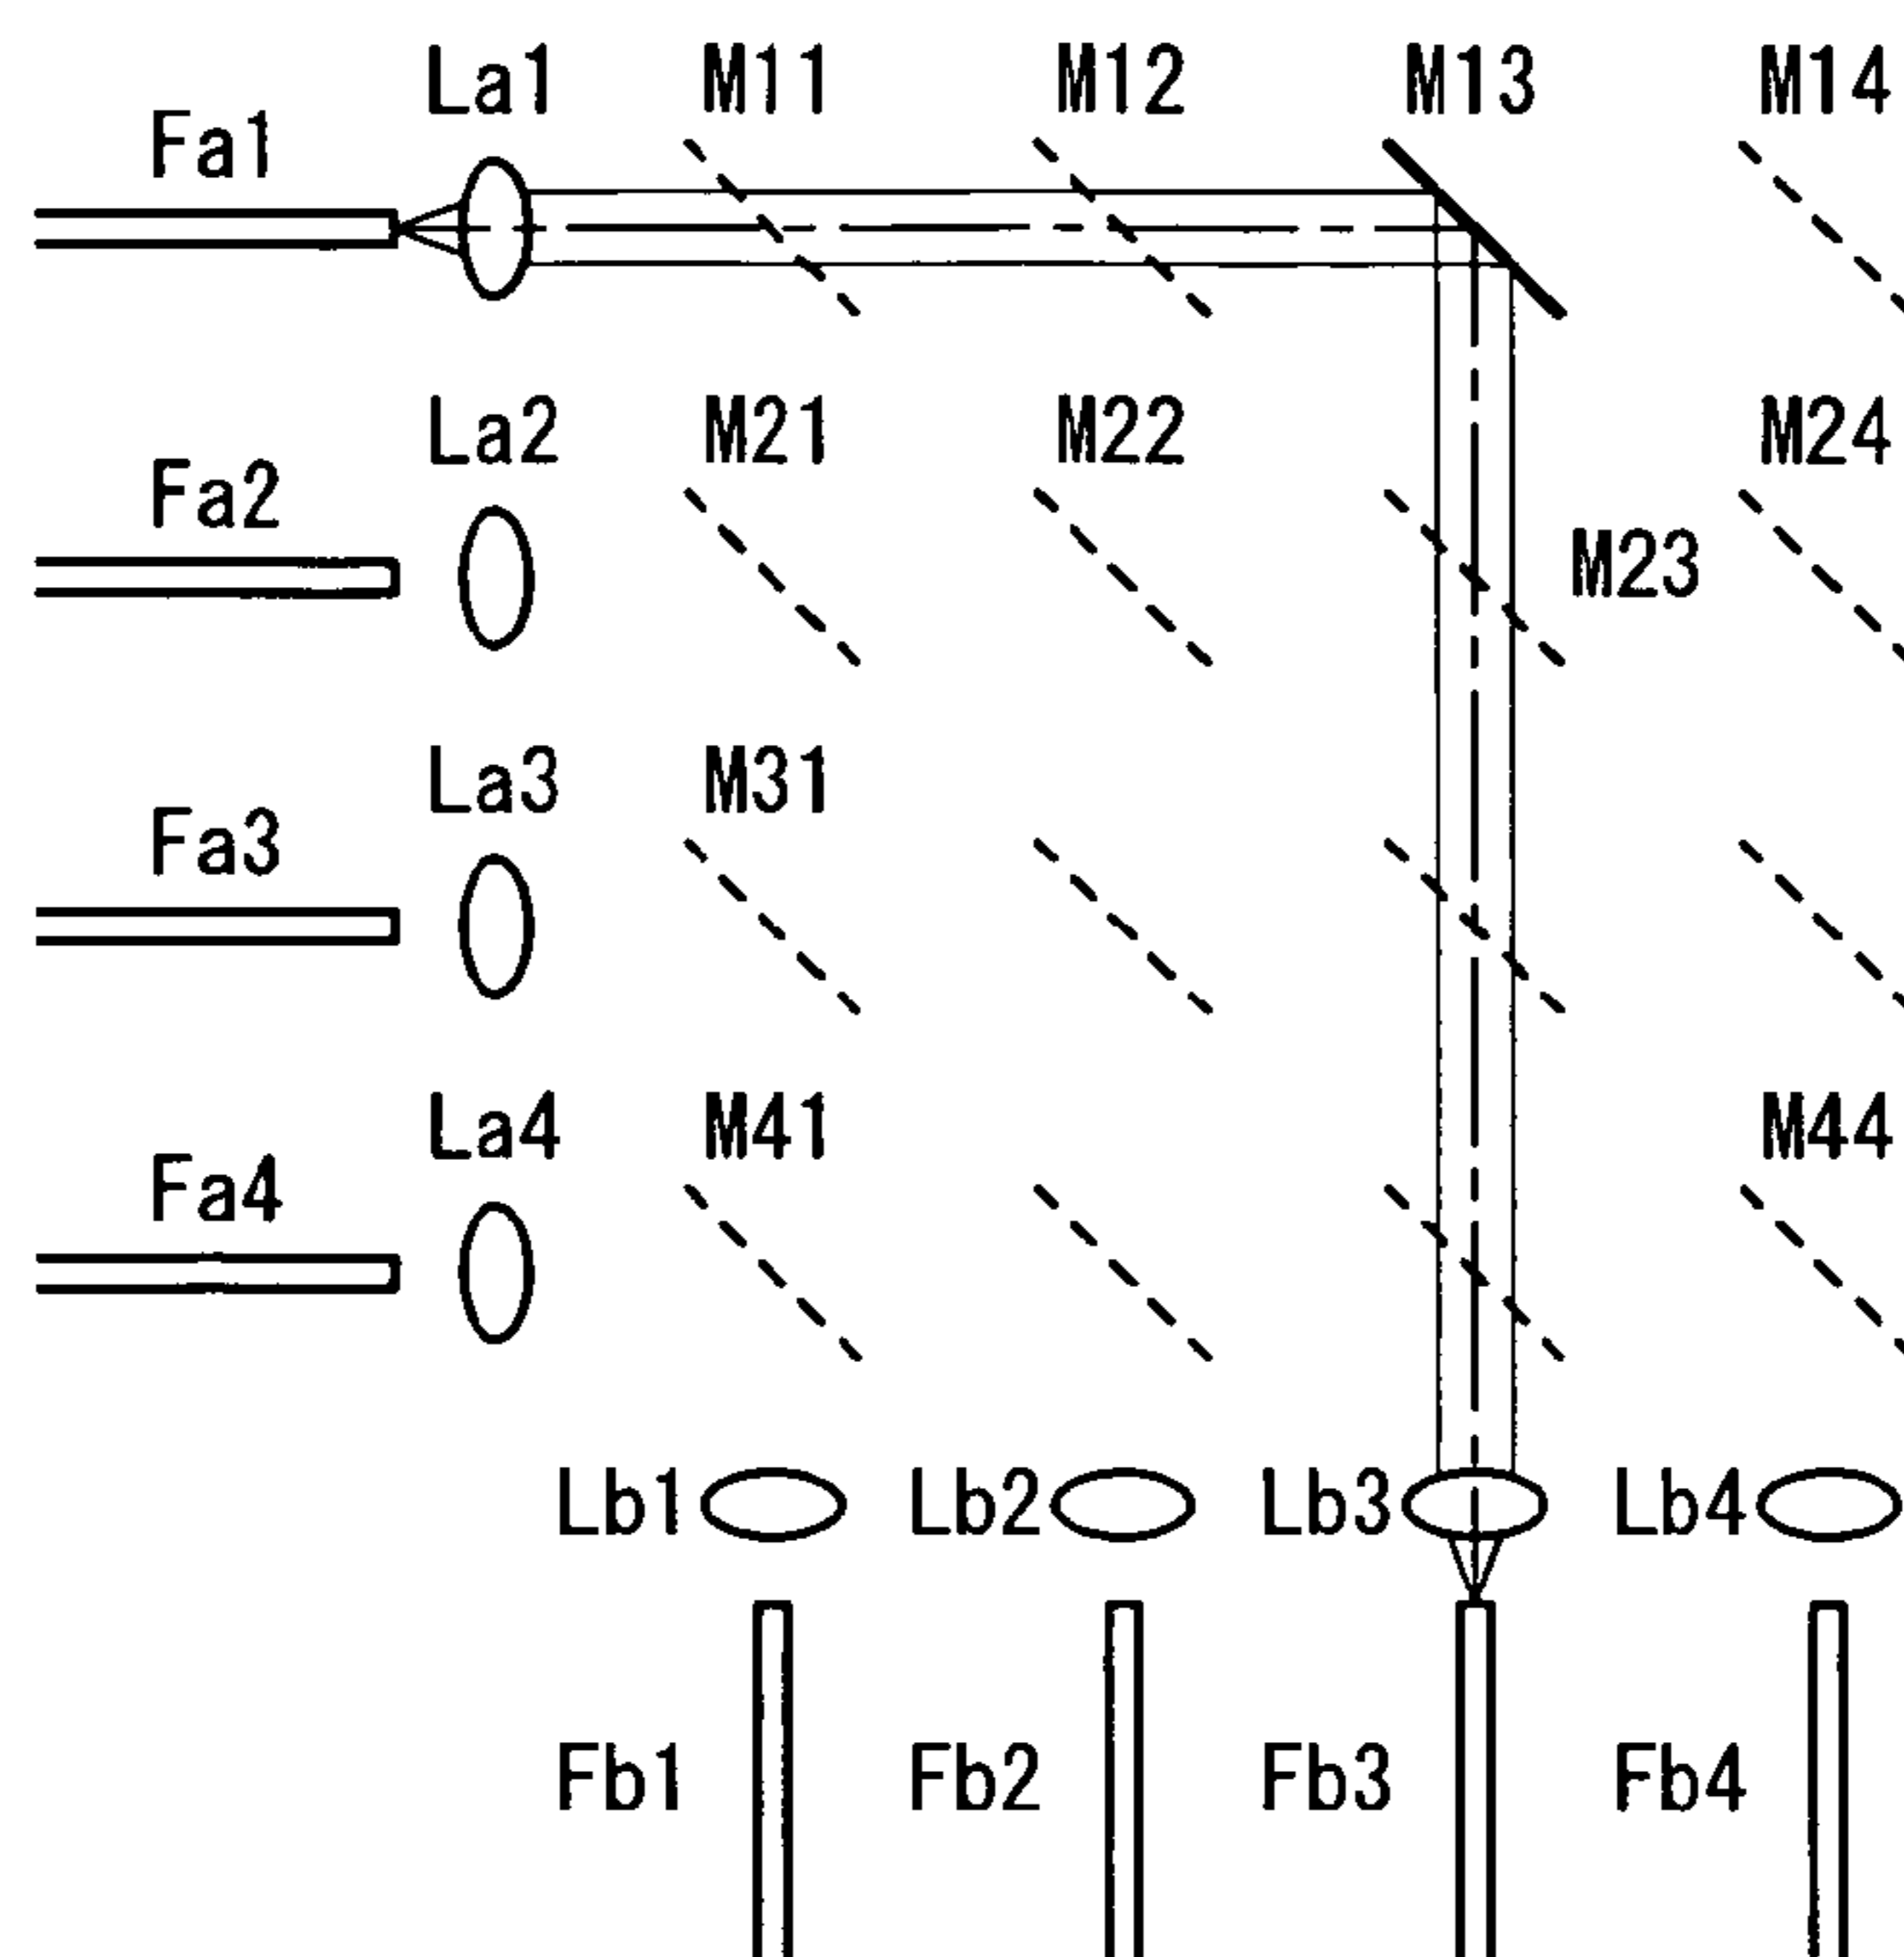 La1 M11 M12 M13 M14
Fa1
La2 M21 M22 M24
Fa2
M23
La3 M31
Fa3
La4 M41 M44
Fa4
Lb1 Lb2 Lb3 Lb4
Fb1 Fb2 Fb3 Fb4